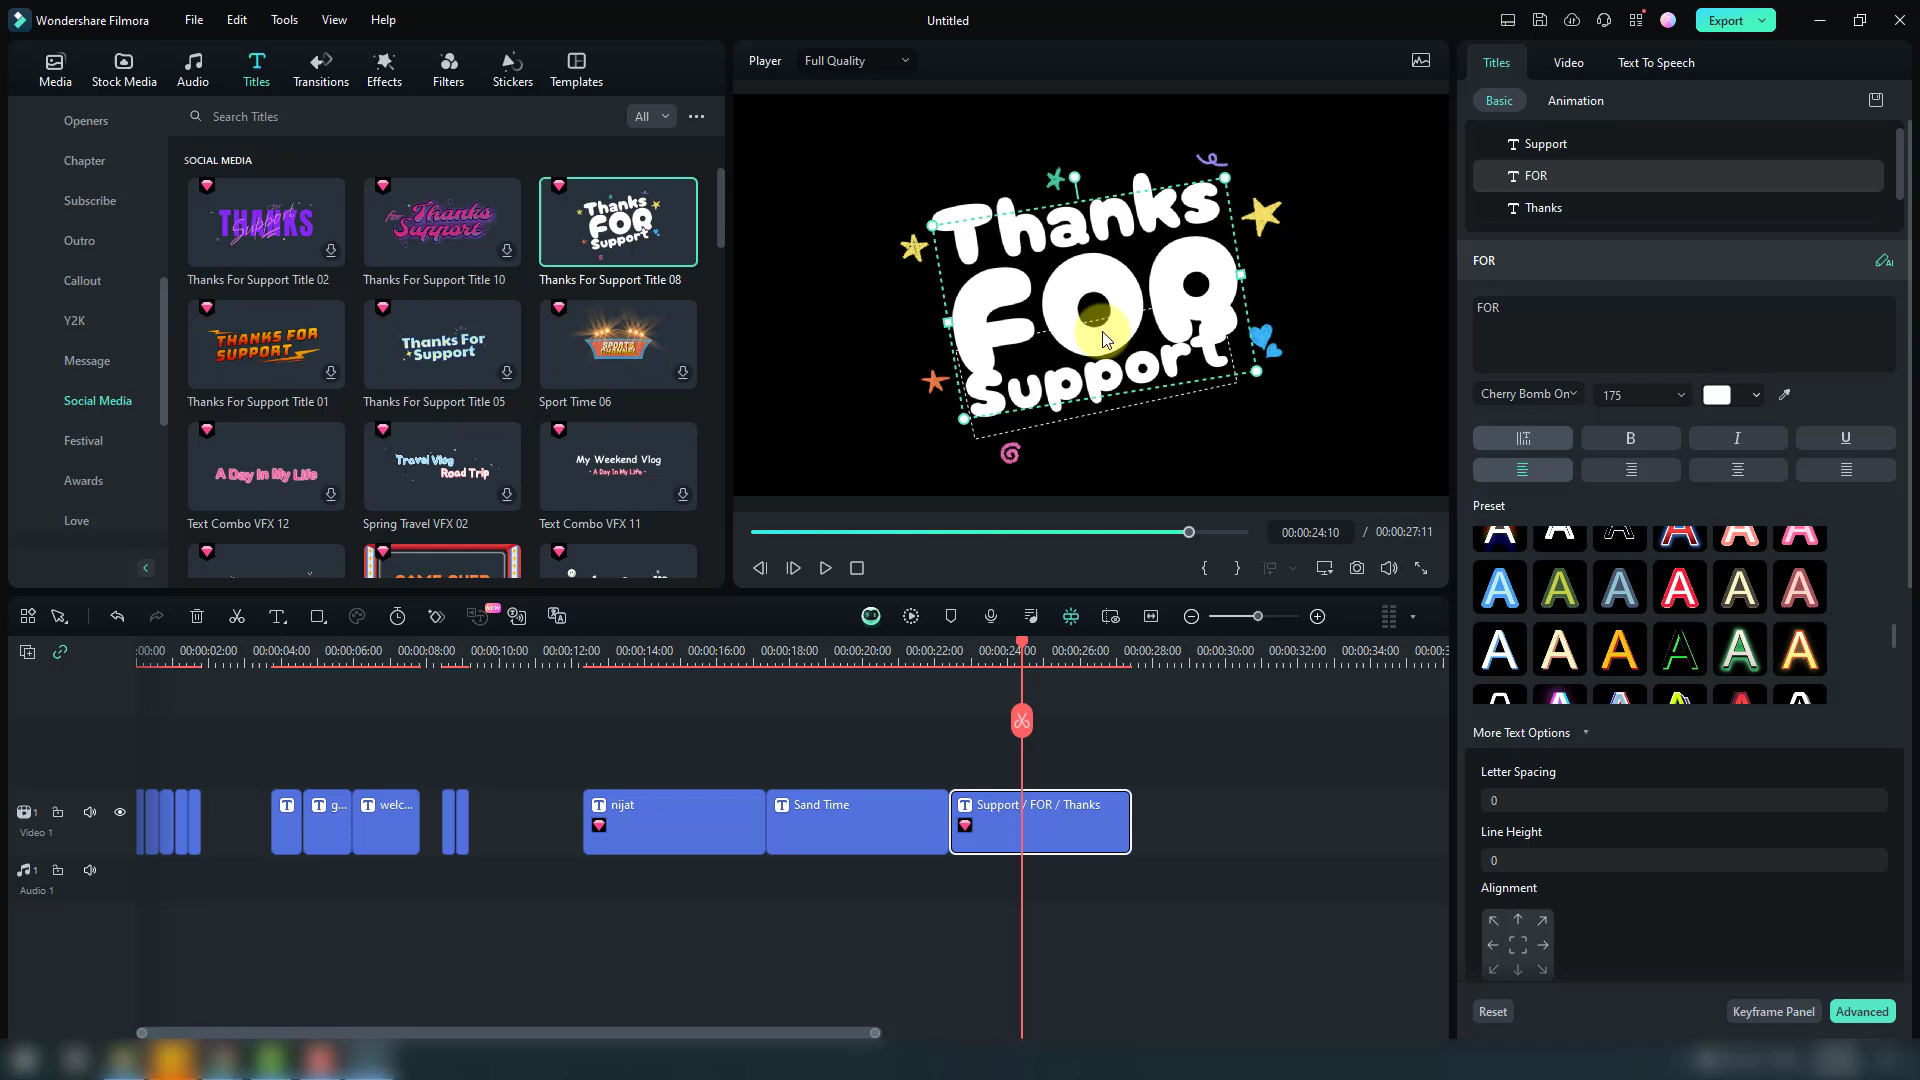 Wondershare Filmora
File
Edit
Tools
View
Help
Untitled
Export
Media
Stock Media
Audio
Titles
Transitions
Effects
Filters
Stickers
Templates
Openers
Chapter
Subscribe
Outro
Callout
Y2K
Message
Social Media
Festival
Awards
Love
Search Titles
All
SOCIAL MEDIA
THANKS
Support
for Thanks
Support
Thanks
FOR
Support
Thanks For Support Title 02
Thanks For Support Title 10
Thanks For Support Title 08
THANKS FOR
SUPPORT
Thanks For
Support
SPORTS
CHANNEL
Thanks For Support Title 01
Thanks For Support Title 05
Sport Time 06
A Day In My Life
Travel Vlog
Road Trip
My Weekend Vlog
- A Day In My Life -
Text Combo VFX 12
Spring Travel VFX 02
Text Combo VFX 11
Player
Full Quality
Thanks
FOR
Support
00:00:24:10 / 00:00:27:11
Titles
Video
Text To Speech
Basic
Animation
Support
FOR
Thanks
FOR
AI
FOR
Cherry Bomb On
175
B
I
U
Preset
More Text Options
Letter Spacing
0
Line Height
0
Alignment
Reset
Keyframe Panel
Advanced
NEW
:00:00 00:00:02:00 00:00:04:00 00:00:06:00 00:00:08:00 00:00:10:00 00:00:12:00 00:00:14:00 00:00:16:00 00:00:18:00 00:00:20:00 00:00:22:00 00:00:24:00 00:00:26:00 00:00:28:00 00:00:30:00 00:00:32:00 00:00:34:00
1
Video 1
g...
welc...
nijat
Sand Time
Support / FOR / Thanks
1
Audio 1